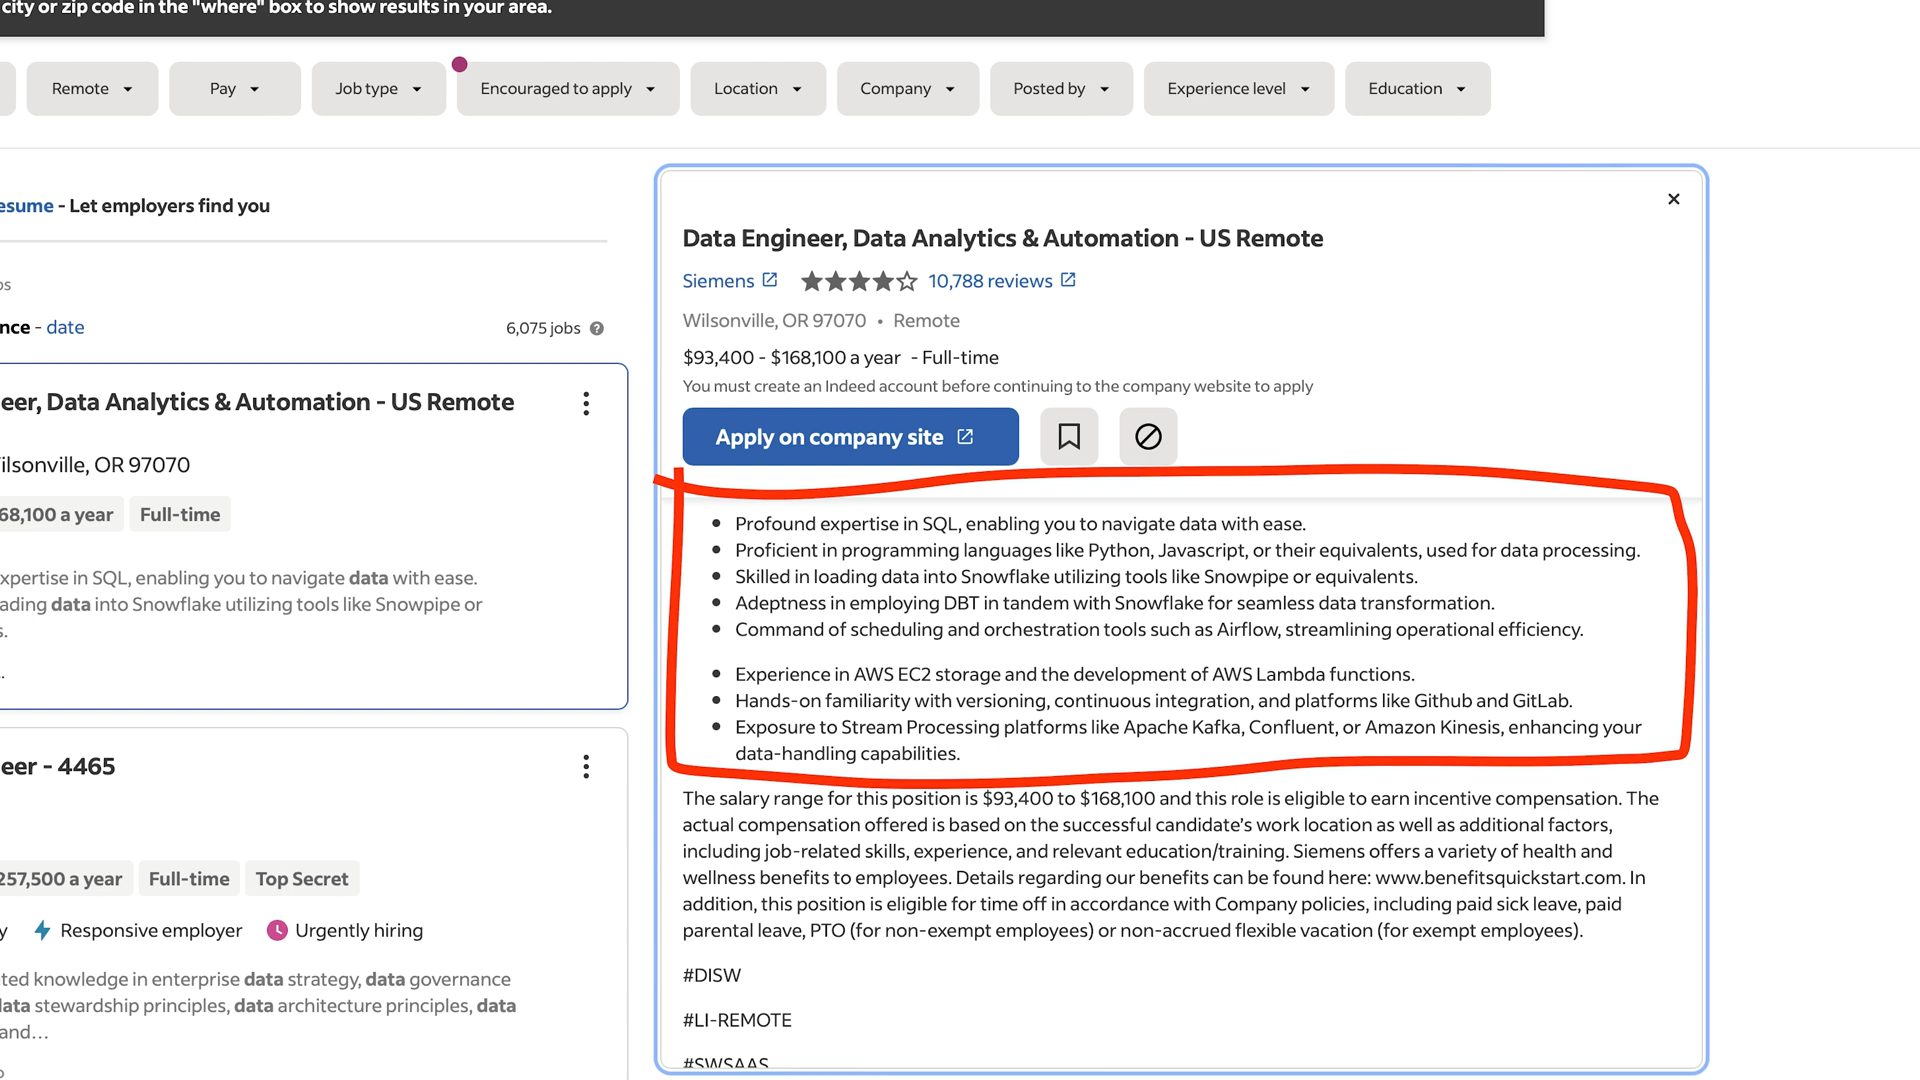 city or zip code in the "where" box to show results in your area.
Remote
Pay
Job type
Encouraged to apply
Location
Company
Posted by
Experience level
Education
esume - Let employers find you
os
nce - date
6,075 jobs
eer, Data Analytics & Automation - US Remote
ilsonville, OR 97070
68,100 a year
Full-time
xpertise in SQL, enabling you to navigate data with ease.
ading data into Snowflake utilizing tools like Snowpipe or
s.
eer - 4465
257,500 a year
Full-time
Top Secret
y
Responsive employer
Urgently hiring
ted knowledge in enterprise data strategy, data governance
data stewardship principles, data architecture principles, data
and...
Data Engineer, Data Analytics & Automation - US Remote
Siemens
10,788 reviews
Wilsonville, OR 97070 • Remote
$93,400 - $168,100 a year - Full-time
You must create an Indeed account before continuing to the company website to apply
Apply on company site
• Profound expertise in SQL, enabling you to navigate data with ease.
• Proficient in programming languages like Python, Javascript, or their equivalents, used for data processing.
• Skilled in loading data into Snowflake utilizing tools like Snowpipe or equivalents.
• Adeptness in employing DBT in tandem with Snowflake for seamless data transformation.
• Command of scheduling and orchestration tools such as Airflow, streamlining operational efficiency.
• Experience in AWS EC2 storage and the development of AWS Lambda functions.
• Hands-on familiarity with versioning, continuous integration, and platforms like Github and GitLab.
• Exposure to Stream Processing platforms like Apache Kafka, Confluent, or Amazon Kinesis, enhancing your
data-handling capabilities.
The salary range for this position is $93,400 to $168,100 and this role is eligible to earn incentive compensation. The
actual compensation offered is based on the successful candidate's work location as well as additional factors,
including job-related skills, experience, and relevant education/training. Siemens offers a variety of health and
wellness benefits to employees. Details regarding our benefits can be found here: www.benefitsquickstart.com. In
addition, this position is eligible for time off in accordance with Company policies, including paid sick leave, paid
parental leave, PTO (for non-exempt employees) or non-accrued flexible vacation (for exempt employees).
#DISW
#LI-REMOTE
#SWSAAS